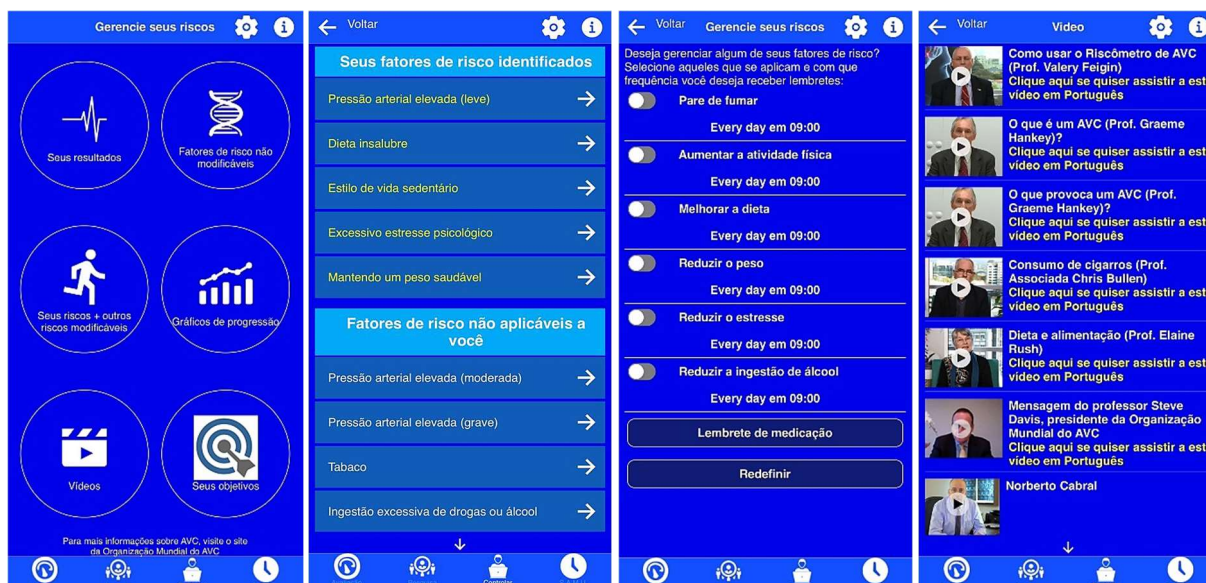 Gerencie seus riscos
Seus resultados
Fatores de risco não
modificáveis
Seus riscos + outros
riscos modificáveis
Gráficos de progressão
Vídeos
Seus objetivos
Para mais informações sobre AVC, visite o site
da Organização Mundial do AVC
Voltar
Seus fatores de risco identificados
Pressão arterial elevada (leve)
Dieta insalubre
Estilo de vida sedentário
Excessivo estresse psicológico
Mantendo um peso saudável
Fatores de risco não aplicáveis a
você
Pressão arterial elevada (moderada)
Pressão arterial elevada (grave)
Tabaco
Ingestão excessiva de drogas ou álcool
Controlar
Voltar
Gerencie seus riscos
Deseja gerenciar algum de seus fatores de risco?
Selecione aqueles que se aplicam e com que
frequência você deseja receber lembretes:
Pare de fumar
Every day em 09:00
Aumentar a atividade física
Every day em 09:00
Melhorar a dieta
Every day em 09:00
Reduzir o peso
Every day em 09:00
Reduzir o estresse
Every day em 09:00
Reduzir a ingestão de álcool
Every day em 09:00
Lembrete de medicação
Redefinir
Voltar
Video
Como usar o Riscômetro de AVC
(Prof. Valery Feigin)
Clique aqui se quiser assistir a est
vídeo em Português
O que é um AVC (Prof. Graeme
Hankey)?
Clique aqui se quiser assistir a est
vídeo em Português
O que provoca um AVC (Prof.
Graeme Hankey)?
Clique aqui se quiser assistir a est
vídeo em Português
Consumo de cigarros (Prof.
Associada Chris Bullen)
Clique aqui se quiser assistir a est
vídeo em Português
Dieta e alimentação (Prof. Elaine
Rush)
Clique aqui se quiser assistir a est
vídeo em Português
Mensagem do professor Steve
Davis, presidente da Organização
Mundial do AVC
Clique aqui se quiser assistir a est
vídeo em Português
Norberto Cabral